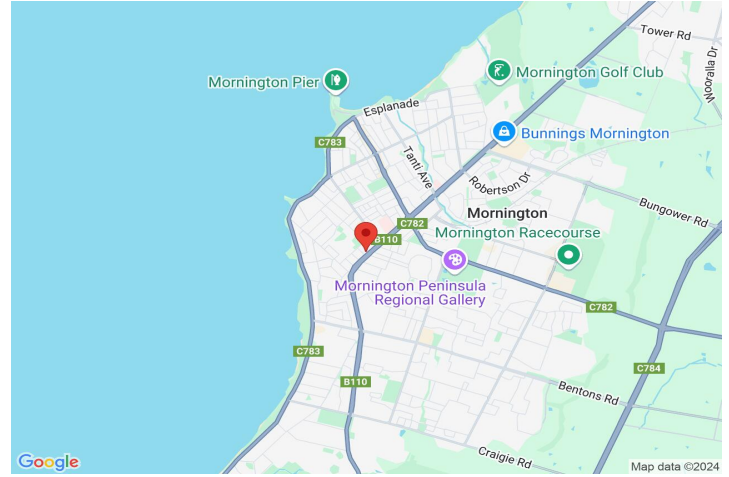 Tower Rd
Wooralla Dr
Mornington Pier
Mornington Golf Club
Esplanade
C783
Bunnings Mornington
Tanti Ave
Robertson Dr
Bungower Rd
Mornington
C782
B110
Mornington Racecourse
Mornington Peninsula
Regional Gallery
C782
C783
C784
B110
Bentons Rd
Craigie Rd
Google
Map data ©2024